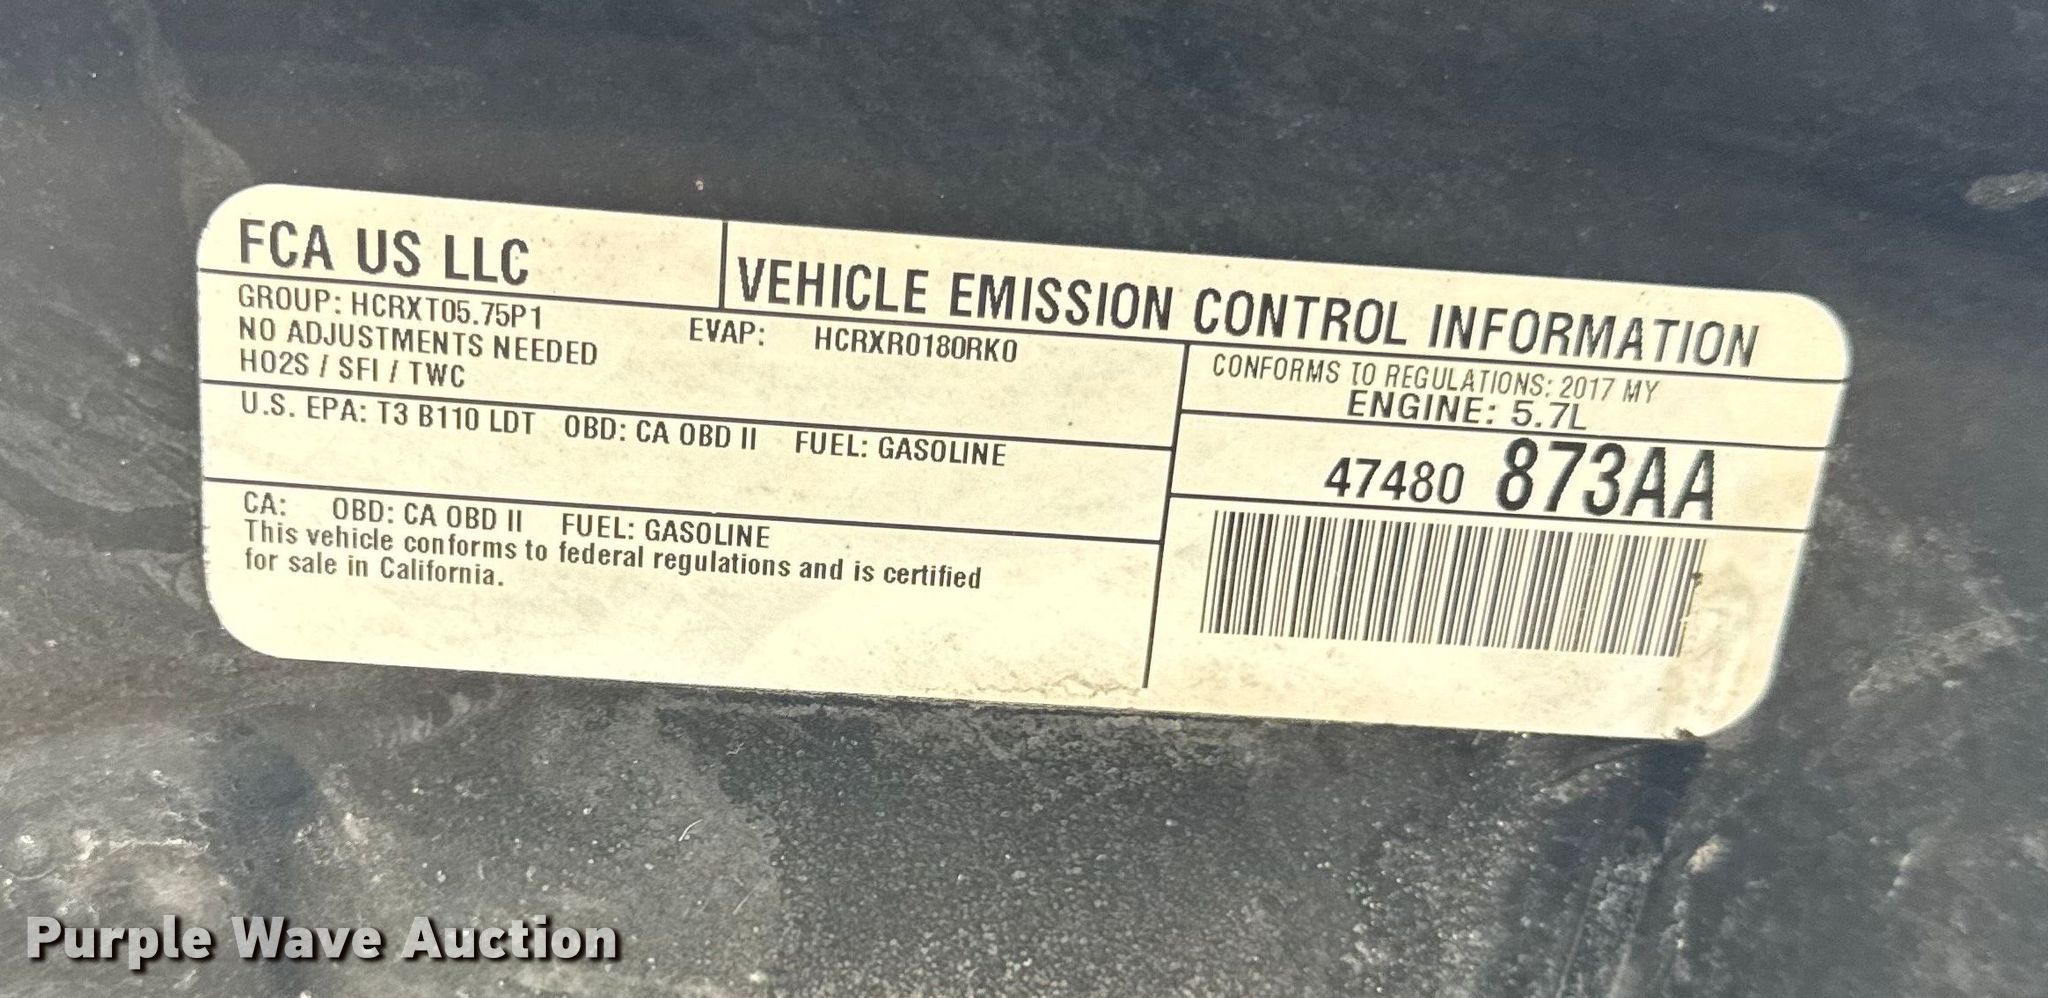 FCA US LLC
VEHICLE EMISSION CONTROL INFORMATION
GROUP: HCRXT05.75P1
EVAP: HCRXR0180RK0
NO ADJUSTMENTS NEEDED
HO2S / SFI / TWC
CONFORMS TO REGULATIONS: 2017 MY
ENGINE: 5.7L
U.S. EPA: T3 B110 LDT OBD: CA OBD II FUEL: GASOLINE
47480 873AA
CA: OBD: CA OBD II FUEL: GASOLINE
This vehicle conforms to federal regulations and is certified
for sale in California.
Purple Wave Auction